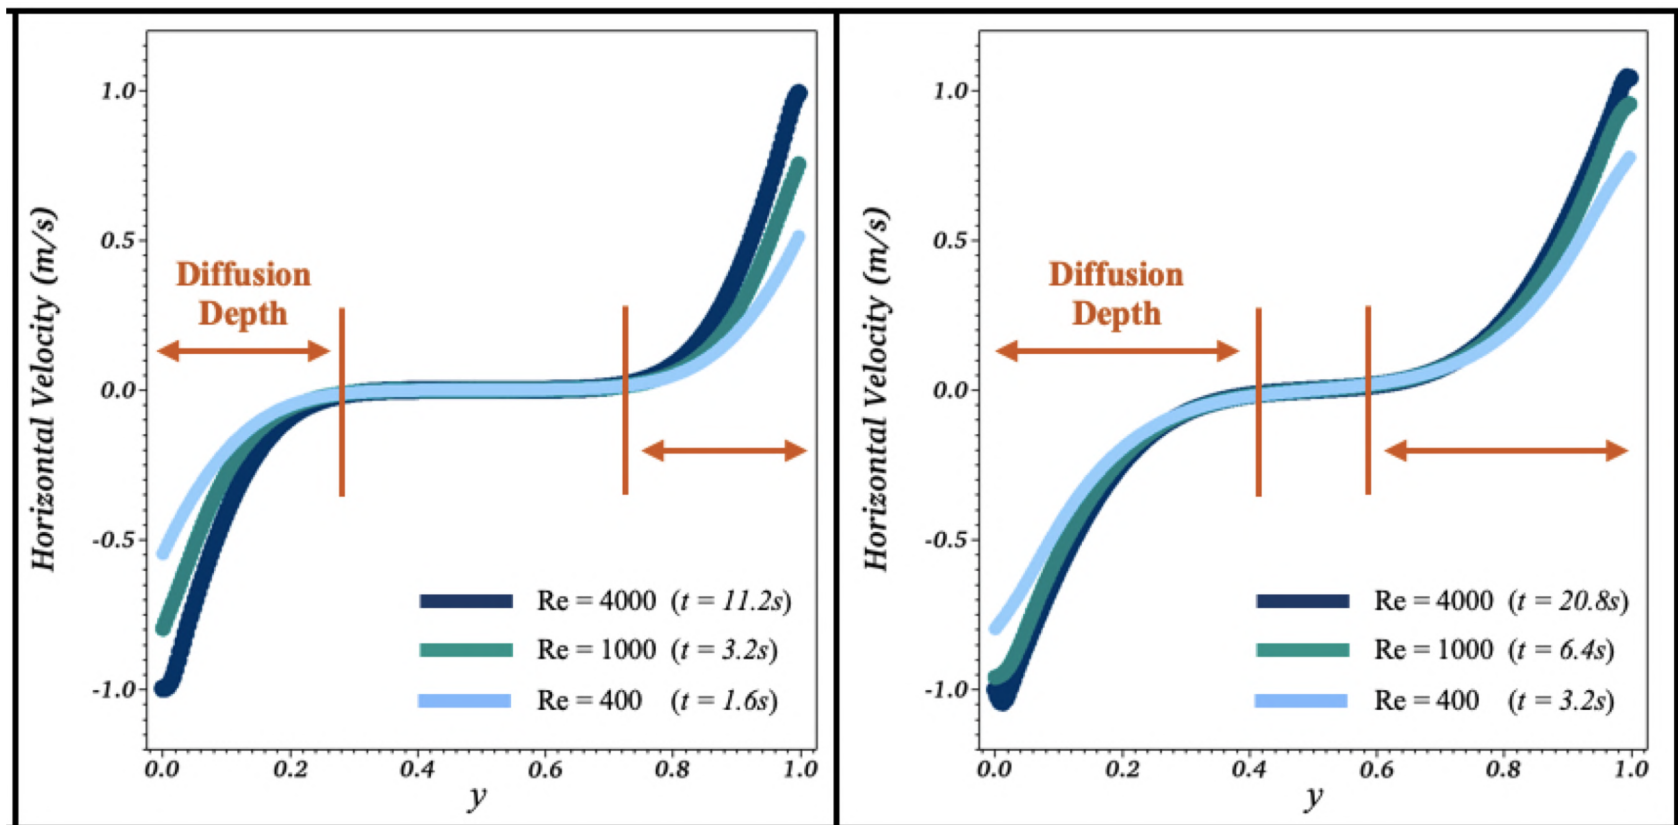 Horizontal Velocity (m/s)
1.0
0.5
0.0
-0.5
-1.0
Diffusion
Depth
Re = 4000 (t = 11.2s)
Re = 1000 (t = 3.2s)
Re = 400 (t = 1.6s)
0.0 0.2 0.4 0.6 0.8 1.0
y
Horizontal Velocity (m/s)
1.0
0.5
0.0
-0.5
-1.0
Diffusion
Depth
Re = 4000 (t = 20.8s)
Re = 1000 (t = 6.4s)
Re = 400 (t = 3.2s)
0.0 0.2 0.4 0.6 0.8 1.0
y